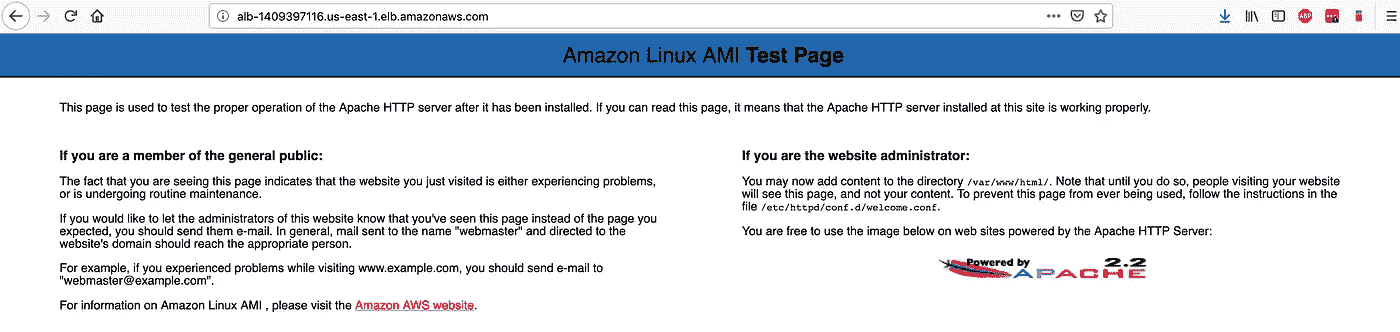 alb-1409397116.us-east-1.elb.amazonaws.com
ABP
Amazon Linux AMI Test Page
This page is used to test the proper operation of the Apache HTTP server after it has been installed. If you can read this page, it means that the Apache HTTP server installed at this site is working properly.
If you are a member of the general public:
The fact that you are seeing this page indicates that the website you just visited is either experiencing problems,
or is undergoing routine maintenance.
If you would like to let the administrators of this website know that you've seen this page instead of the page you
expected, you should send them e-mail. In general, mail sent to the name "webmaster" and directed to the
website's domain should reach the appropriate person.
For example, if you experienced problems while visiting www.example.com, you should send e-mail to
"webmaster@example.com".
For information on Amazon Linux AMI , please visit the Amazon AWS website.
If you are the website administrator:
You may now add content to the directory /var/www/html/. Note that until you do so, people visiting your website
will see this page, and not your content. To prevent this page from ever being used, follow the instructions in the
file /etc/httpd/conf.d/welcome.conf.
You are free to use the image below on web sites powered by the Apache HTTP Server:
Powered by 2.2
APACHE